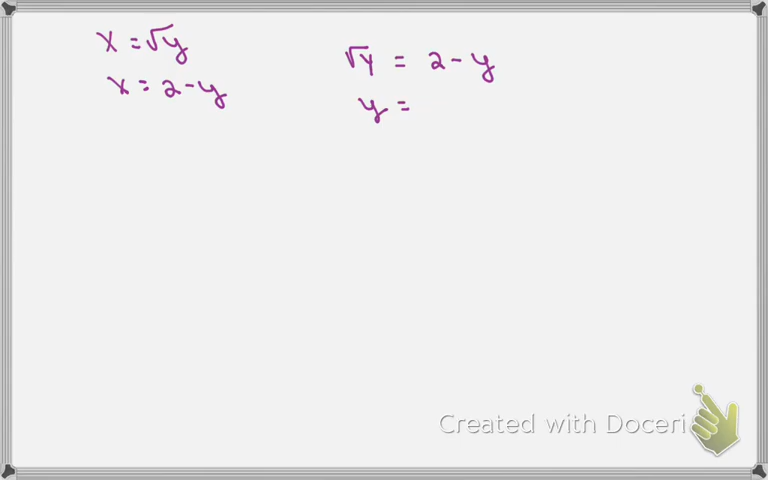 x = √y
x = 2 - y
√y = 2 - y
y =
Created with Doceri